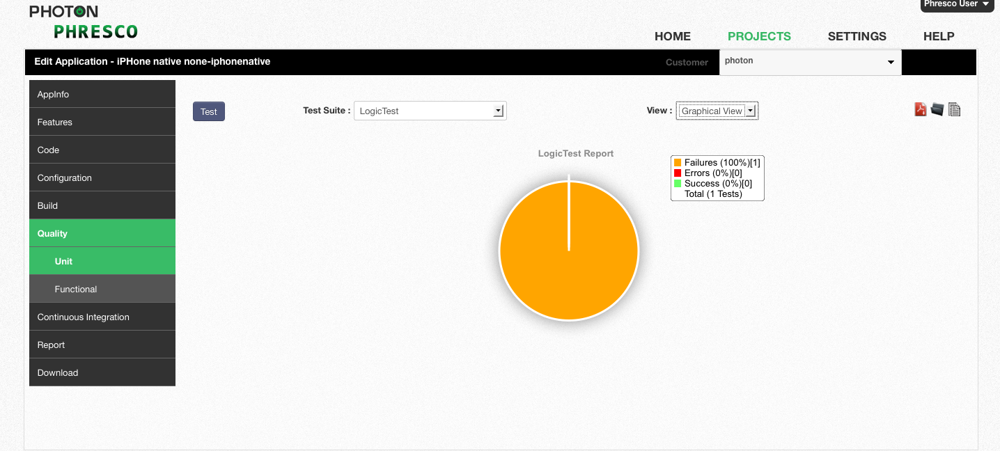 PHOTON
PHRESCO
Phresco User
HOME PROJECTS SETTINGS HELP
Edit Application - iPHone native none-iphonenative
Customer photon
AppInfo
Features
Code
Configuration
Build
Quality
Unit
Functional
Continuous Integration
Report
Download
Test
Test Suite : LogicTest
View : Graphical View
LogicTest Report
Failures (100%)[1]
Errors (0%)[0]
Success (0%)[0]
Total (1 Tests)